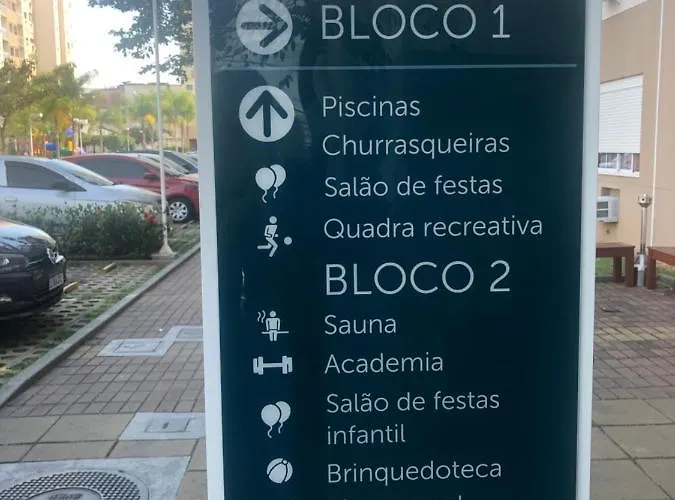 BLOCO 1
Piscinas
Churrasqueiras
Salão de festas
Quadra recreativa
BLOCO 2
Sauna
Academia
Salão de festas
infantil
Brinquedoteca